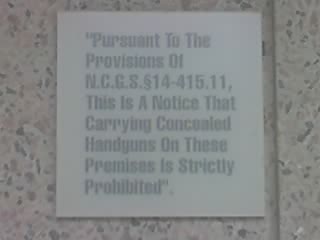 "Pursuant To The
Provisions Of
N.C.G.S.§14-415.11,
This Is A Notice That
Carrying Concealed
Handguns On These
Premises Is Strictly
Prohibited".